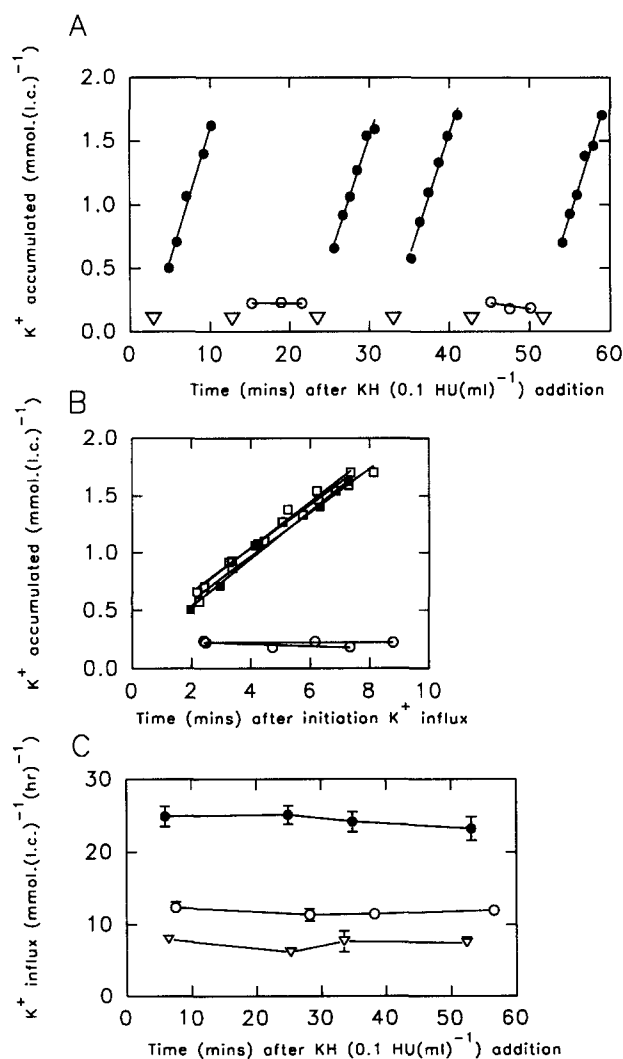 A
K⁺ accumulated (mmol.(l.c.)⁻¹)
2.0
1.5
1.0
0.5
0.0
0 10 20 30 40 50 60
Time (mins) after KH (0.1 HU(ml)⁻¹) addition
B
K⁺ accumulated (mmol.(l.c.)⁻¹)
2.0
1.5
1.0
0.5
0.0
0 2 4 6 8 10
Time (mins) after initiation K⁺ influx
C
K⁺ influx (mmol.(l.c.)⁻¹(hr)⁻¹)
30
20
10
0
0 10 20 30 40 50 60
Time (mins) after KH (0.1 HU(ml)⁻¹) addition